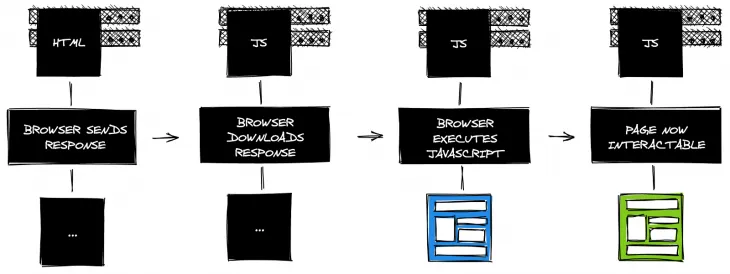 HTML
JS
JS
JS
BROWSER SENDS
RESPONSE
BROWSER
DOWNLOADS
RESPONSE
BROWSER
EXECUTES
JAVASCRIPT
PAGE NOW
INTERACTABLE
...
...